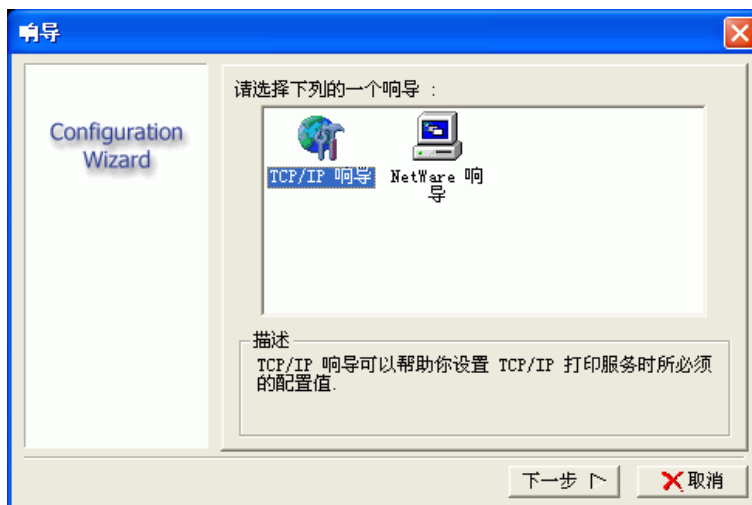 响导
Configuration
Wizard
请选择下列的一个响导 :
TCP/IP 响导
NetWare 响
导
描述
TCP/IP 响导可以帮助你设置 TCP/IP 打印服务时所必须
的配置值.
下一步
取消